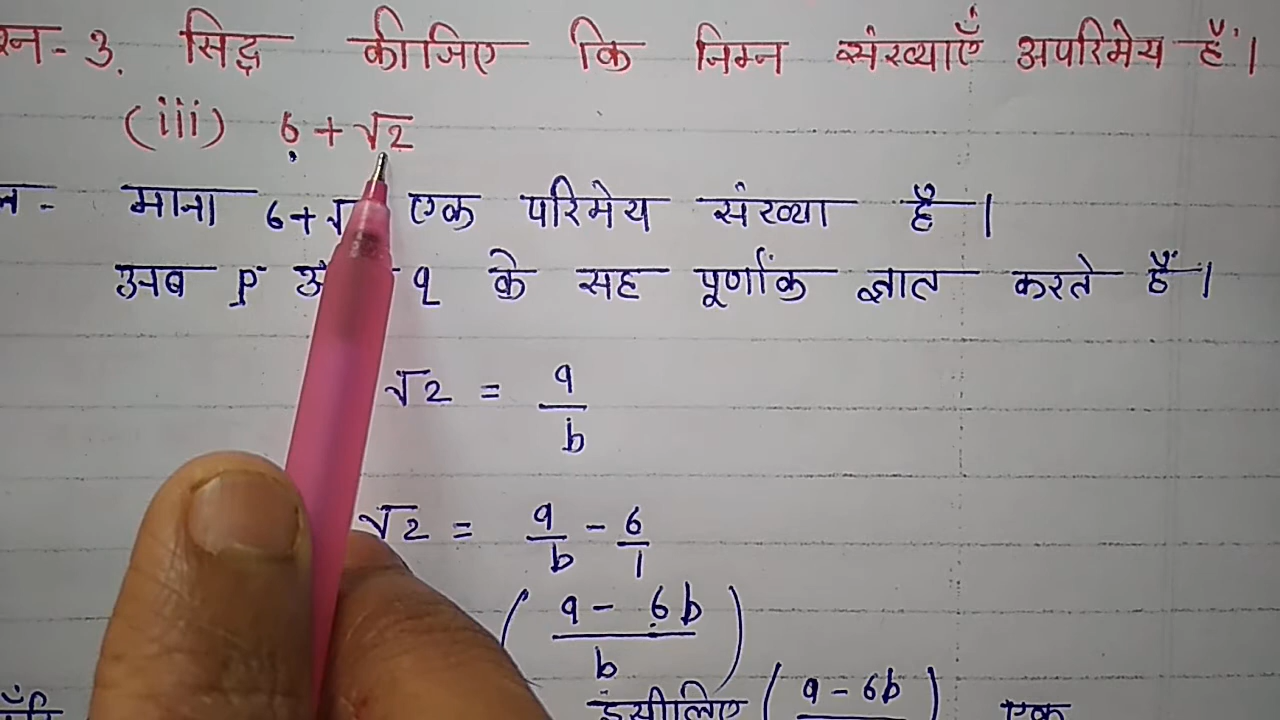 3. सिद्ध कीजिए कि निम्न संख्याएँ अपरिमेय हैं।
(iii) 6 + √2
माना 6+√ एक परिमेय संख्या है।
अब p q के सह पूर्णांक ज्ञात करते हैं।
√2 = a/b
√2 = a/b - 6/1
(a - 6b / b)
इसीलिए (a - 6b) एक